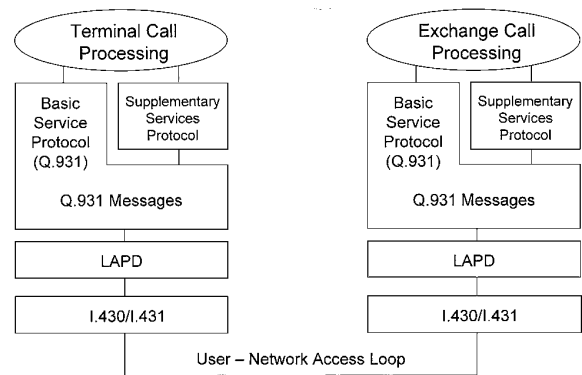 Terminal Call
Processing
Basic
Service
Protocol
(Q.931)
Supplementary
Services
Protocol
Q.931 Messages
LAPD
I.430/I.431
Exchange Call
Processing
Basic
Service
Protocol
(Q.931)
Supplementary
Services
Protocol
Q.931 Messages
LAPD
I.430/I.431
User – Network Access Loop